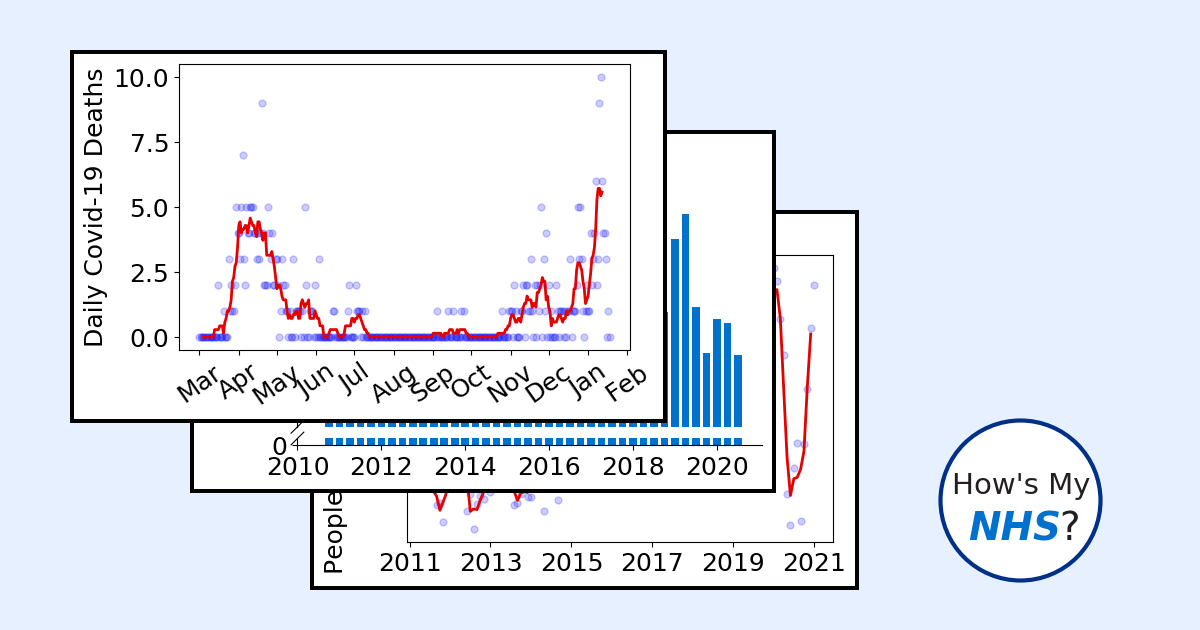 Daily Covid-19 Deaths
10.0
7.5
5.0
2.5
0.0
Mar Apr May Jun Jul Aug Sep Oct Nov Dec Jan Feb
0
2010 2012 2014 2016 2018 2020
People
2011 2013 2015 2017 2019 2021
How's My
NHS?